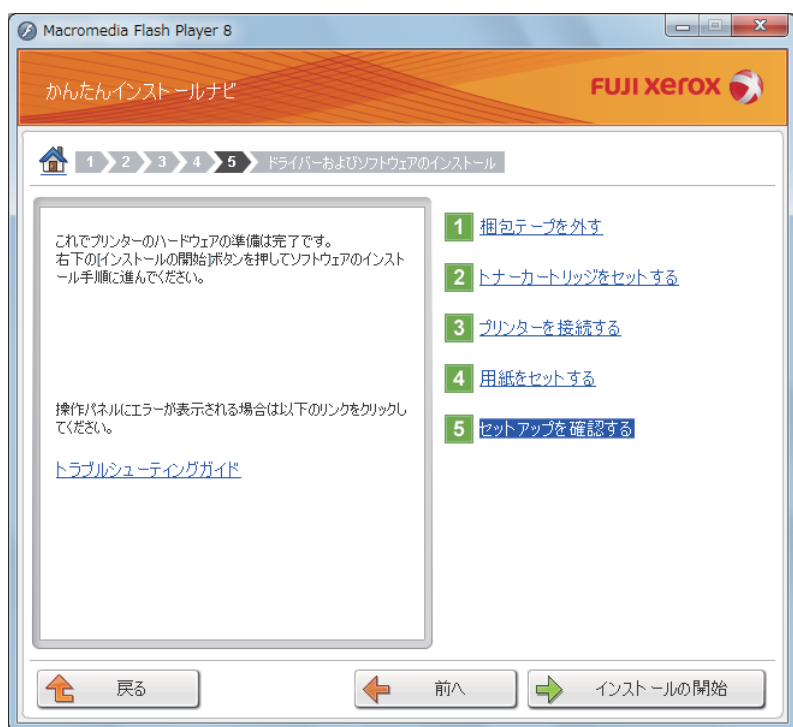 Macromedia Flash Player 8
かんたんインストールナビ
FUJI xerox
1 2 3 4 5 ドライバーおよびソフトウェアのインストール
これでプリンターのハードウェアの準備は完了です。
右下の[インストールの開始]ボタンを押してソフトウェアのインスト
ール手順に進んでください。
操作パネルにエラーが表示される場合は以下のリンクをクリックし
てください。
トラブルシューティングガイド
1 梱包テープを外す
2 トナーカートリッジをセットする
3 プリンターを接続する
4 用紙をセットする
5 セットアップを確認する
戻る
前へ
インストールの開始